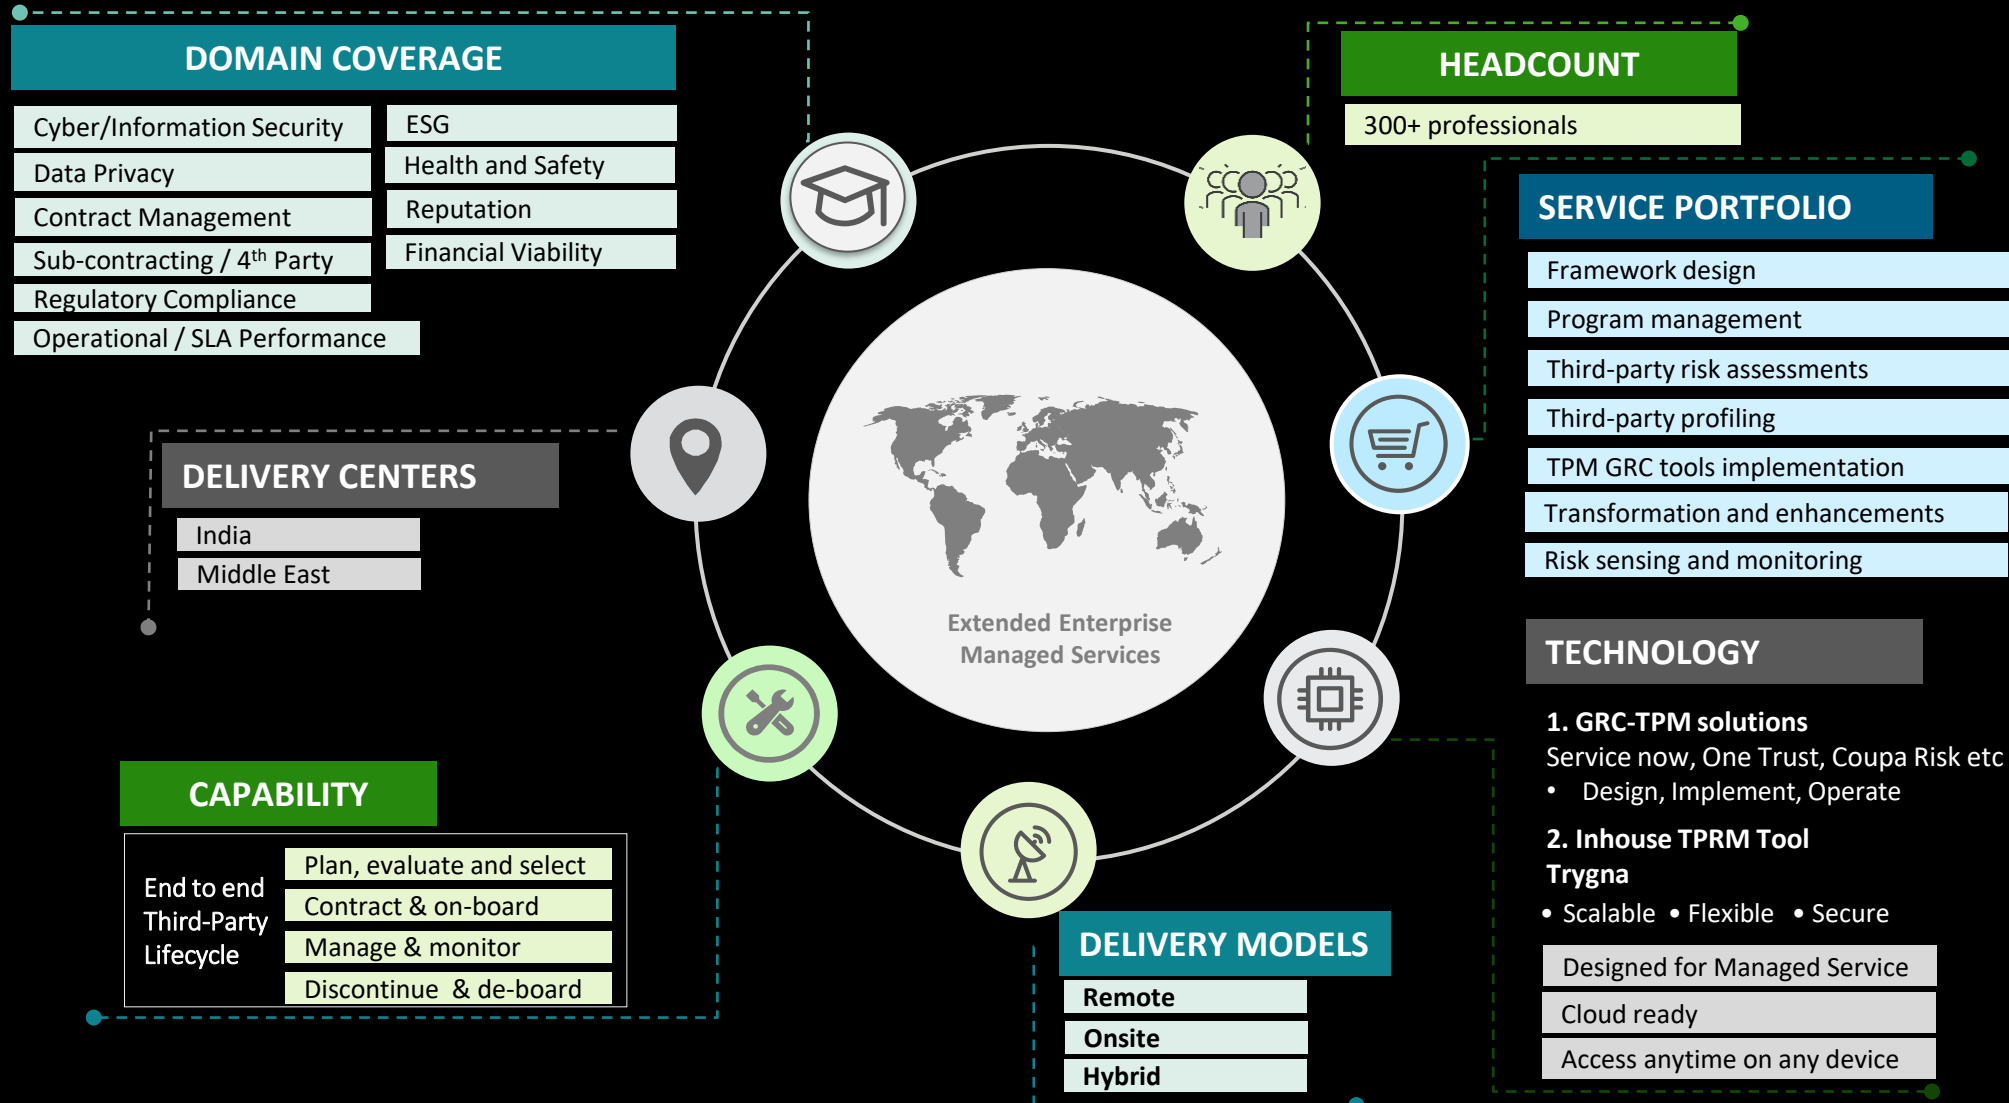 DOMAIN COVERAGE
Cyber/Information Security
Data Privacy
Contract Management
Sub-contracting / 4th Party
Regulatory Compliance
Operational / SLA Performance
ESG
Health and Safety
Reputation
Financial Viability
HEADCOUNT
300+ professionals
SERVICE PORTFOLIO
Framework design
Program management
Third-party risk assessments
Third-party profiling
TPM GRC tools implementation
Transformation and enhancements
Risk sensing and monitoring
DELIVERY CENTERS
India
Middle East
Extended Enterprise
Managed Services
TECHNOLOGY
1. GRC-TPM solutions
Service now, One Trust, Coupa Risk etc
• Design, Implement, Operate
2. Inhouse TPRM Tool
Trygna
• Scalable • Flexible • Secure
Designed for Managed Service
Cloud ready
Access anytime on any device
CAPABILITY
End to end
Third-Party
Lifecycle
Plan, evaluate and select
Contract & on-board
Manage & monitor
Discontinue & de-board
DELIVERY MODELS
Remote
Onsite
Hybrid